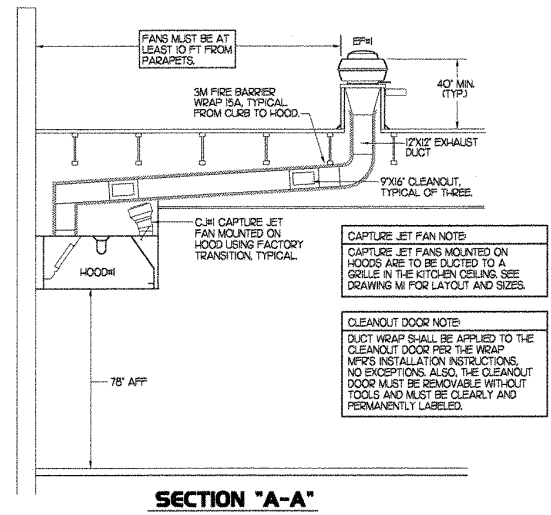 FANS MUST BE AT
LEAST 10 FT FROM
PARAPETS.
EF#1
40" MIN.
(TYP.)
3M FIRE BARRIER
WRAP 15A, TYPICAL
FROM CURB TO HOOD.
12"X12" EXHAUST
DUCT
9"X16" CLEANOUT,
TYPICAL OF THREE.
CJ#1 CAPTURE JET
FAN MOUNTED ON
HOOD USING FACTORY
TRANSITION, TYPICAL.
HOOD#1
78" AFF
CAPTURE JET FAN NOTE:
CAPTURE JET FANS MOUNTED ON
HOODS ARE TO BE DUCTED TO A
GRILLE IN THE KITCHEN CEILING. SEE
DRAWING M1 FOR LAYOUT AND SIZES.
CLEANOUT DOOR NOTE:
DUCT WRAP SHALL BE APPLIED TO THE
CLEANOUT DOOR PER THE WRAP
MFR'S INSTALLATION INSTRUCTIONS,
NO EXCEPTIONS. ALSO, THE CLEANOUT
DOOR MUST BE REMOVABLE WITHOUT
TOOLS AND MUST BE CLEARLY AND
PERMANENTLY LABELED.
SECTION "A-A"